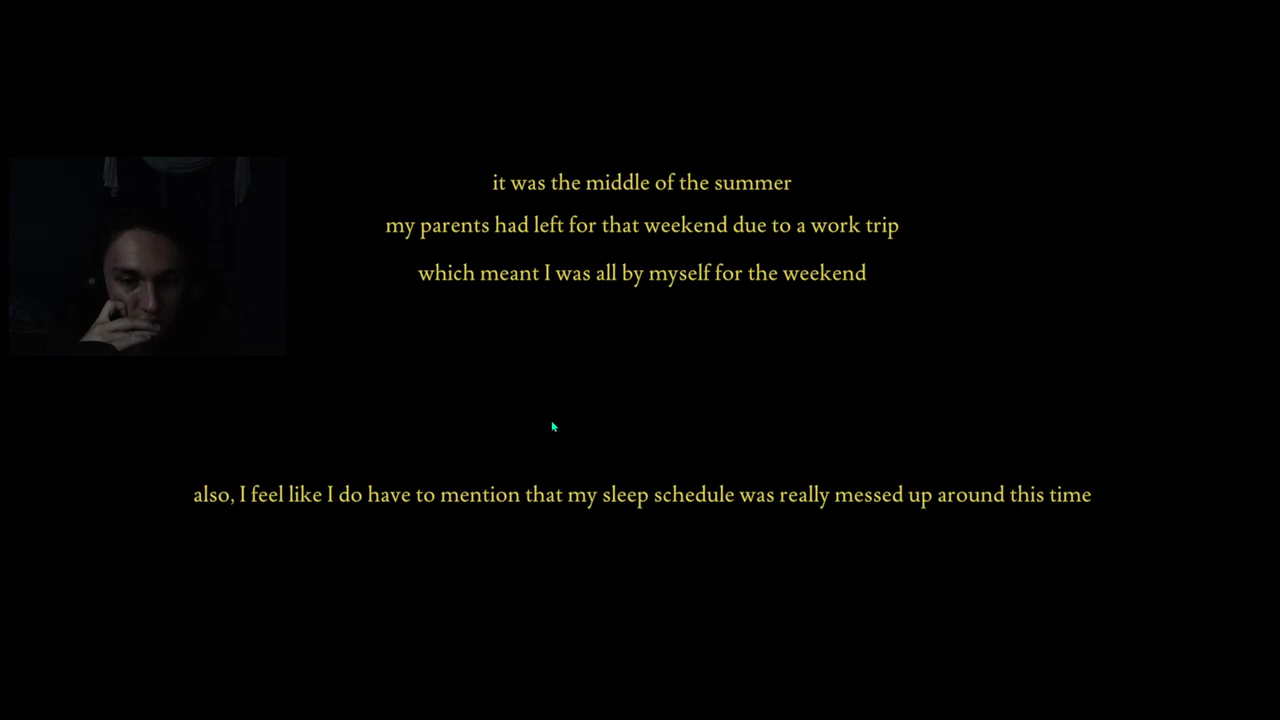 it was the middle of the summer
my parents had left for that weekend due to a work trip
which meant I was all by myself for the weekend
also, I feel like I do have to mention that my sleep schedule was really messed up around this time